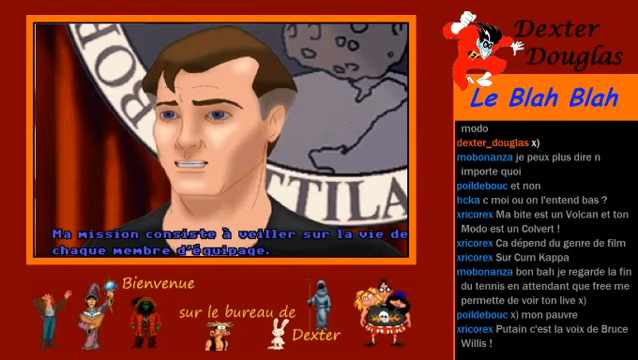 BOR
ATTILA
Ma mission consiste à veiller sur la vie de
chaque membre d'équipage.
Bienvenue
sur le bureau de
Dexter
Dexter
Douglas
Le Blah Blah
modo
dexter_douglas x)
mobonanza je peux plus dire n
importe quoi
poildebouc et non
hcka c moi ou on l'entend bas ?
xricorex Ma bite est un Volcan et ton
Modo est un Colvert !
xricorex Ca dépend du genre de film
xricorex Sur Cum Kappa
mobonanza bon bah je regarde la fin
du tennis en attendant que free me
permette de voir ton live x)
poildebouc x) mon pauvre
xricorex Putain c'est la voix de Bruce
Willis !